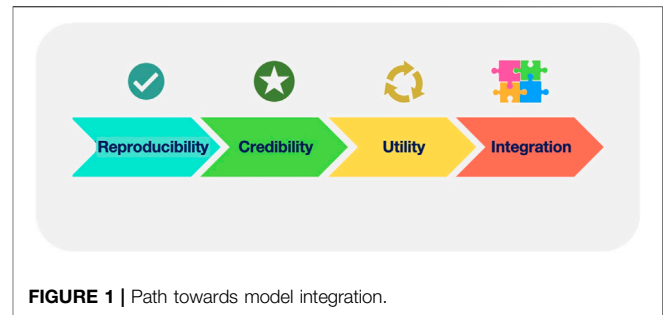 Reproducibility Credibility Utility Integration
FIGURE 1 | Path towards model integration.